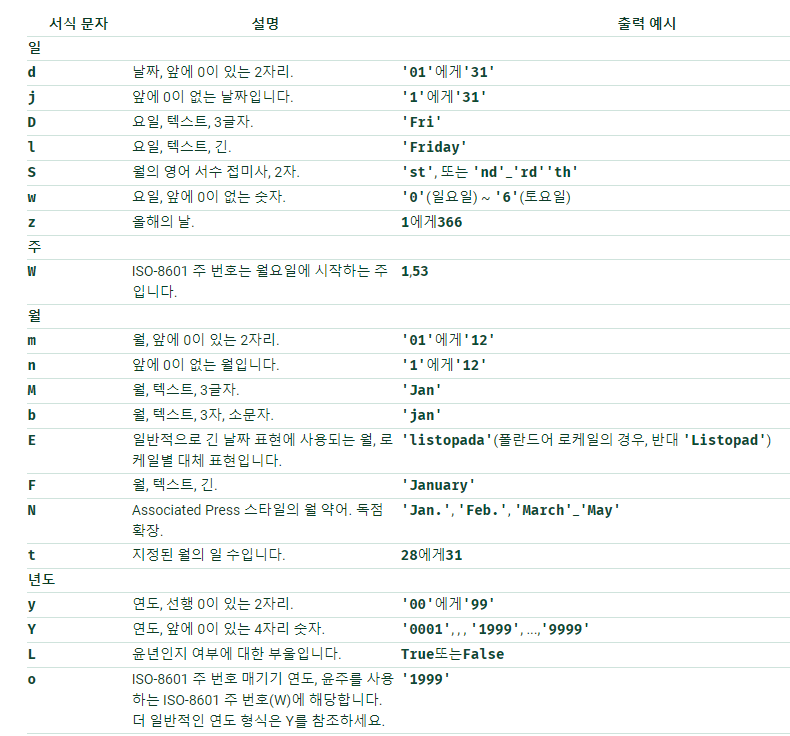 서식 문자 설명 출력 예시
일
d 날짜, 앞에 0이 있는 2자리. '01'에게'31'
j 앞에 0이 없는 날짜입니다. '1'에게'31'
D 요일, 텍스트, 3글자. 'Fri'
l 요일, 텍스트, 긴. 'Friday'
S 월의 영어 서수 접미사, 2자. 'st', 또는 'nd'_'rd''th'
w 요일, 앞에 0이 없는 숫자. '0'(일요일) ~ '6'(토요일)
z 올해의 날. 1에게366
주
W ISO-8601 주 번호는 월요일에 시작하는 주 1,53
입니다.
월
m 월, 앞에 0이 있는 2자리. '01'에게'12'
n 앞에 0이 없는 월입니다. '1'에게'12'
M 월, 텍스트, 3글자. 'Jan'
b 월, 텍스트, 3자, 소문자. 'jan'
E 일반적으로 긴 날짜 표현에 사용되는 월, 로 'listopada'(폴란드어 로케일의 경우, 반대 'Listopad')
케일별 대체 표현입니다.
F 월, 텍스트, 긴. 'January'
N Associated Press 스타일의 월 약어. 독점 'Jan.', 'Feb.', 'March'_'May'
확장.
t 지정된 월의 일 수입니다. 28에게31
년도
y 연도, 선행 0이 있는 2자리. '00'에게'99'
Y 연도, 앞에 0이 있는 4자리 숫자. '0001', , , '1999', ...,'9999'
L 윤년인지 여부에 대한 부울입니다. True또는False
o ISO-8601 주 번호 매기기 연도, 윤주를 사용 '1999'
하는 ISO-8601 주 번호(W)에 해당합니다.
더 일반적인 연도 형식은 Y를 참조하세요.